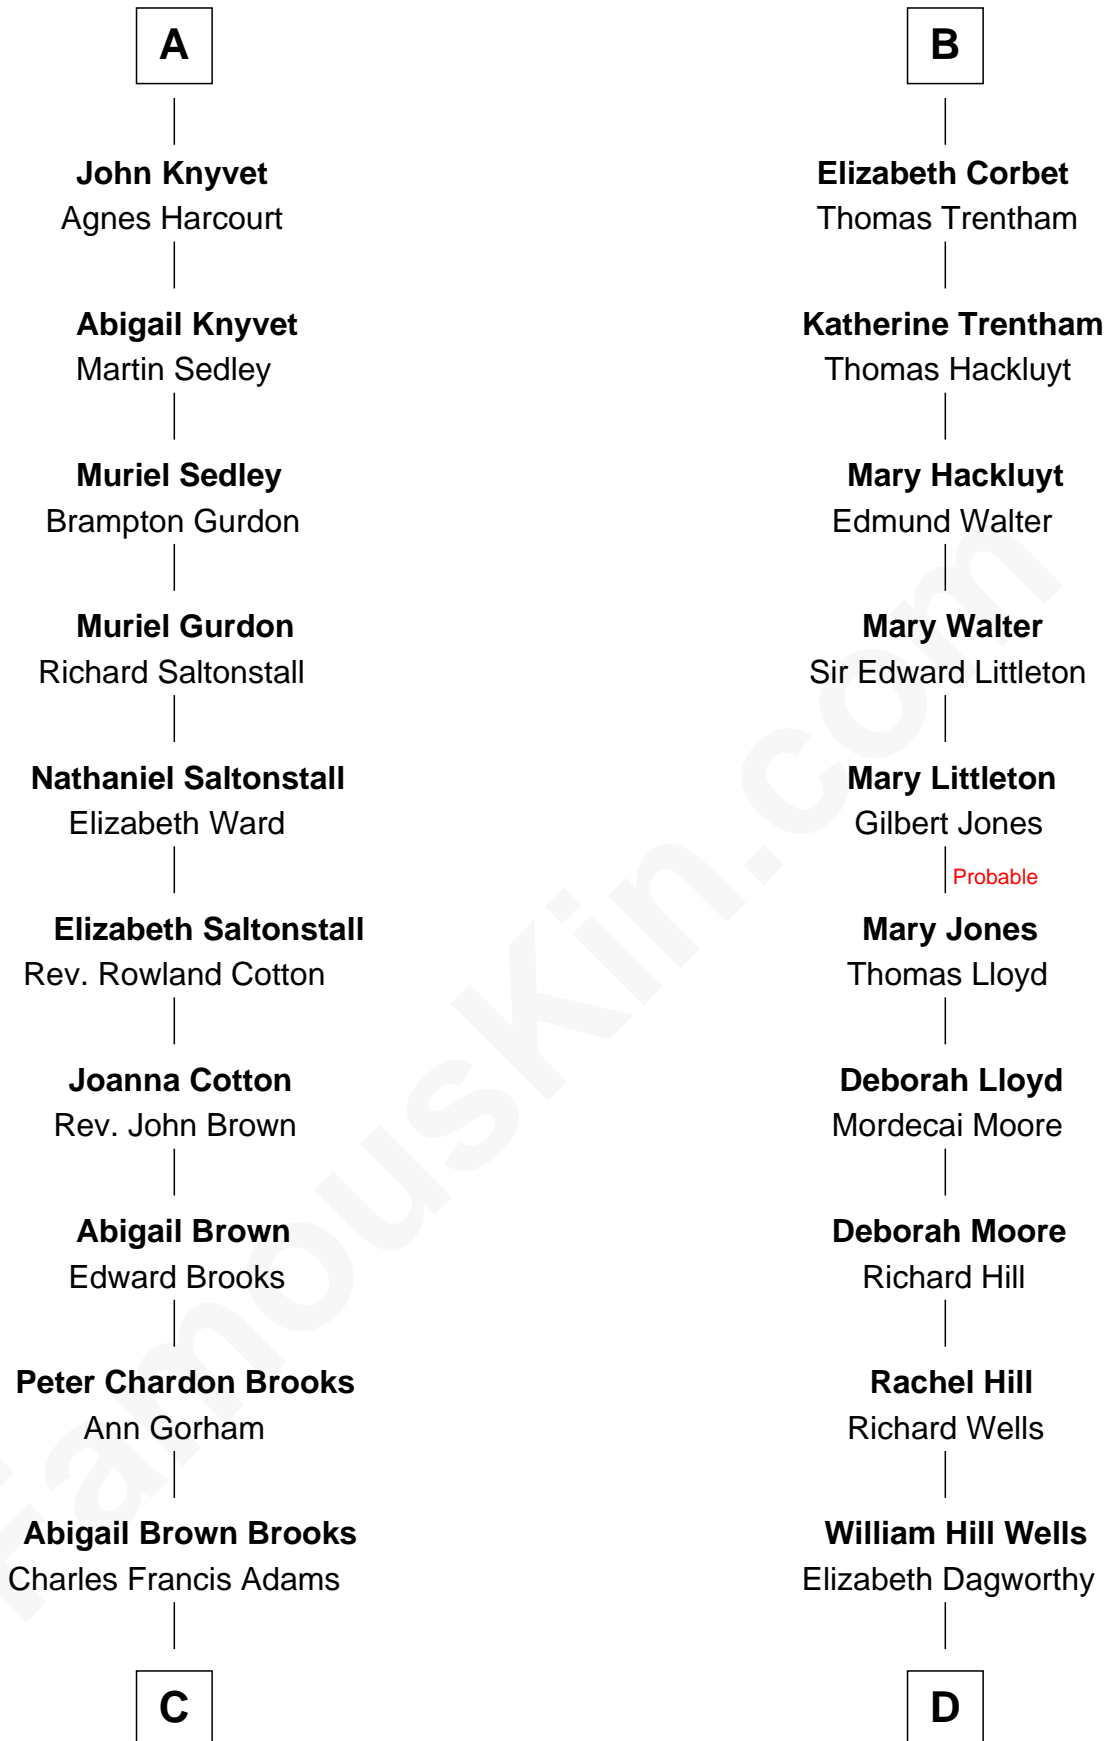 A
John Knyvet
Agnes Harcourt
Abigail Knyvet
Martin Sedley
Muriel Sedley
Brampton Gurdon
Muriel Gurdon
Richard Saltonstall
Nathaniel Saltonstall
Elizabeth Ward
Elizabeth Saltonstall
Rev. Rowland Cotton
Joanna Cotton
Rev. John Brown
Abigail Brown
Edward Brooks
Peter Chardon Brooks
Ann Gorham
Abigail Brown Brooks
Charles Francis Adams
C
B
Elizabeth Corbet
Thomas Trentham
Katherine Trentham
Thomas Hackluyt
Mary Hackluyt
Edmund Walter
Mary Walter
Sir Edward Littleton
Mary Littleton
Gilbert Jones
Probable
Mary Jones
Thomas Lloyd
Deborah Lloyd
Mordecai Moore
Deborah Moore
Richard Hill
Rachel Hill
Richard Wells
William Hill Wells
Elizabeth Dagworthy
D
FamousKin.com